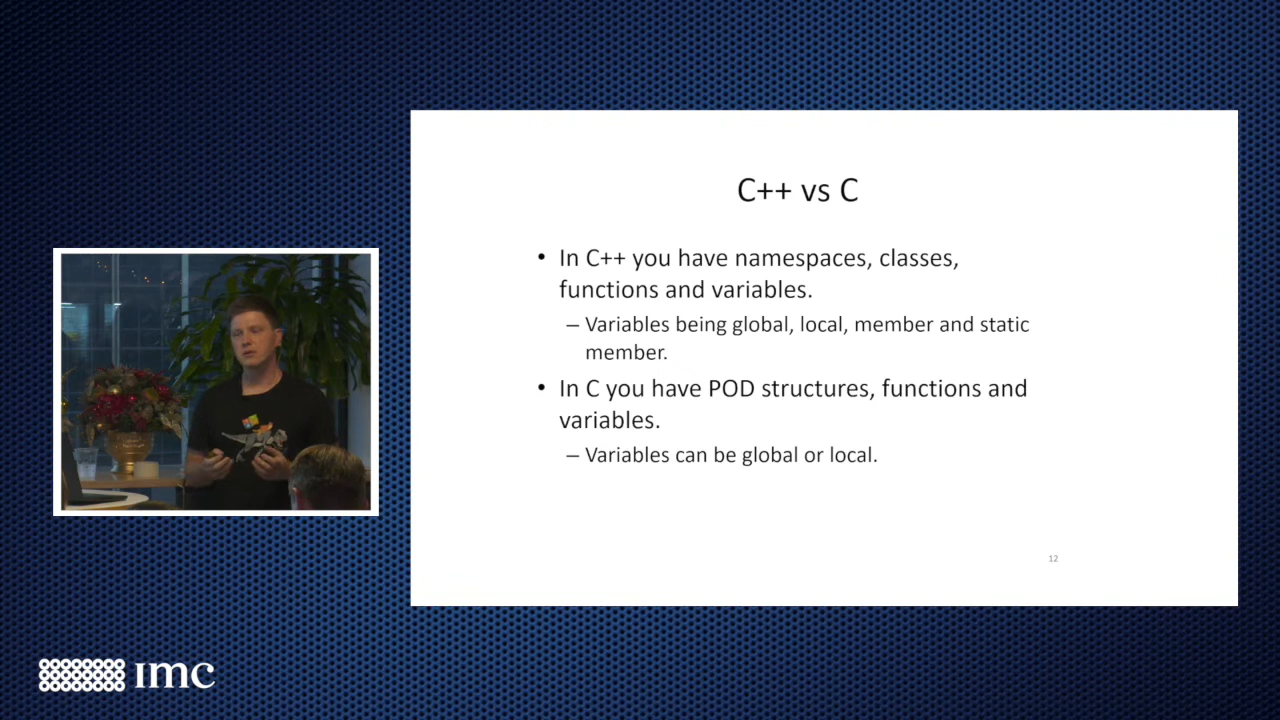 C++ vs C
• In C++ you have namespaces, classes,
functions and variables.
– Variables being global, local, member and static
member.
• In C you have POD structures, functions and
variables.
– Variables can be global or local.
12
imc